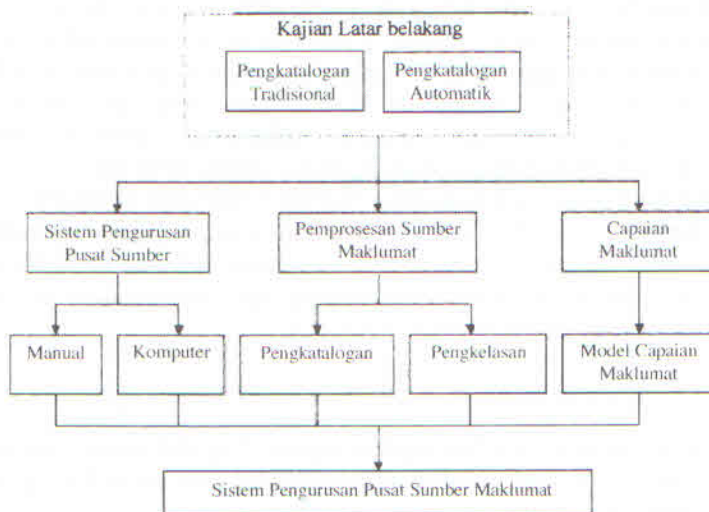 Kajian Latar belakang
Pengkatalogan
Tradisional
Pengkatalogan
Automatik
Sistem Pengurusan
Pusat Sumber
Pemprosesan Sumber
Maklumat
Capaian
Maklumat
Manual
Komputer
Pengkatalogan
Pengkelasan
Model Capaian
Maklumat
Sistem Pengurusan Pusat Sumber Maklumat